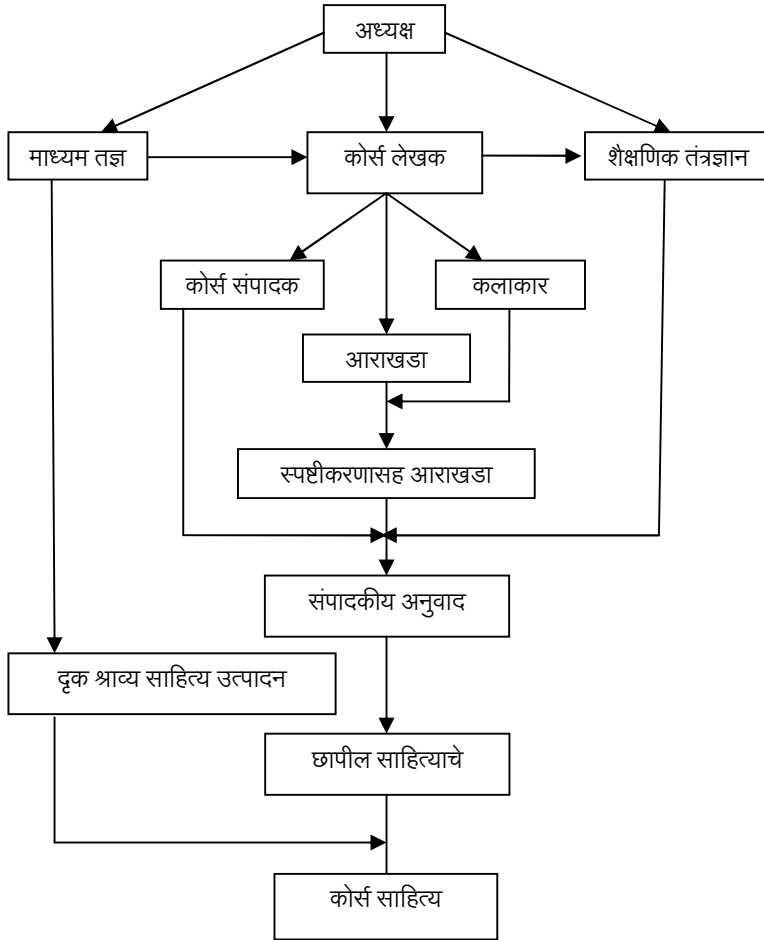 अध्यक्ष
माध्यम तज्ञ
कोर्स लेखक
शैक्षणिक तंत्रज्ञान
कोर्स संपादक
कलाकार
आराखडा
स्पष्टीकरणासह आराखडा
संपादकीय अनुवाद
दृक श्राव्य साहित्य उत्पादन
छापील साहित्याचे
कोर्स साहित्य